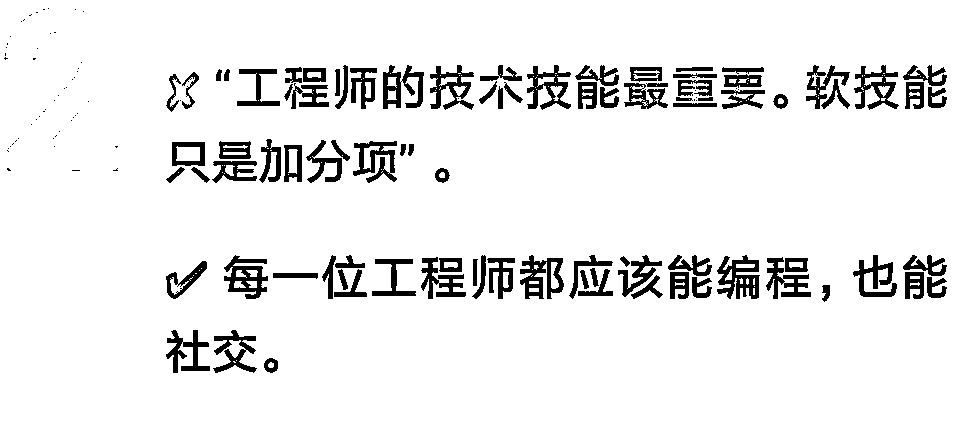 2.
✗ “工程师的技术技能最重要。软技能
只是加分项”。
✔ 每一位工程师都应该能编程，也能
社交。